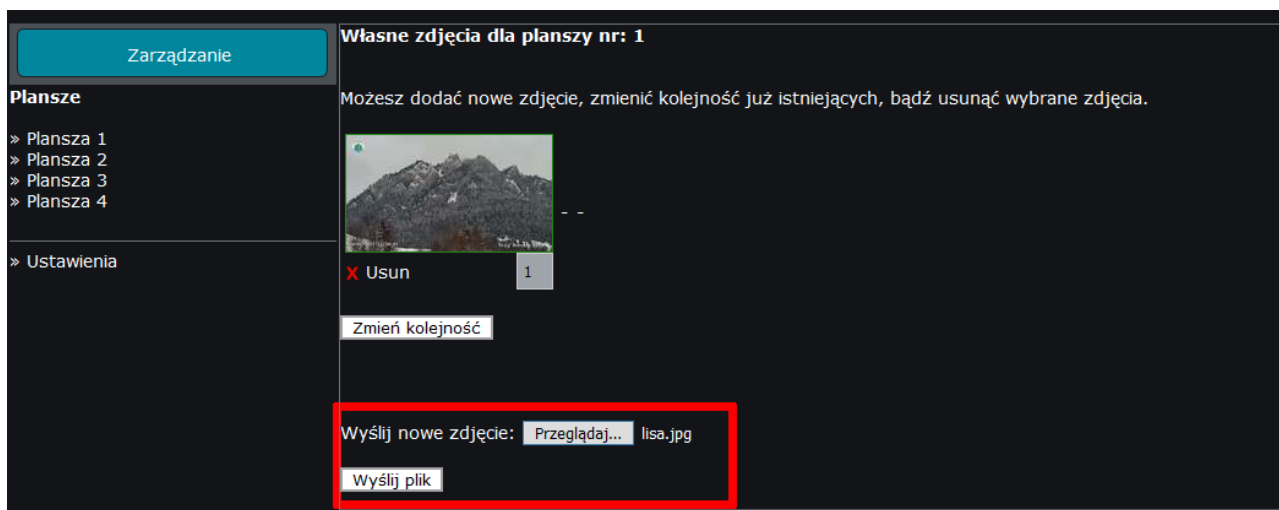 Zarządzanie
Plansze
» Plansza 1
» Plansza 2
» Plansza 3
» Plansza 4
» Ustawienia
Własne zdjęcia dla planszy nr: 1
Możesz dodać nowe zdjęcie, zmienić kolejność już istniejących, bądź usunąć wybrane zdjęcia.
- -
X Usun 1
Zmień kolejność
Wyślij nowe zdjęcie: Przeglądaj... lisa.jpg
Wyślij plik